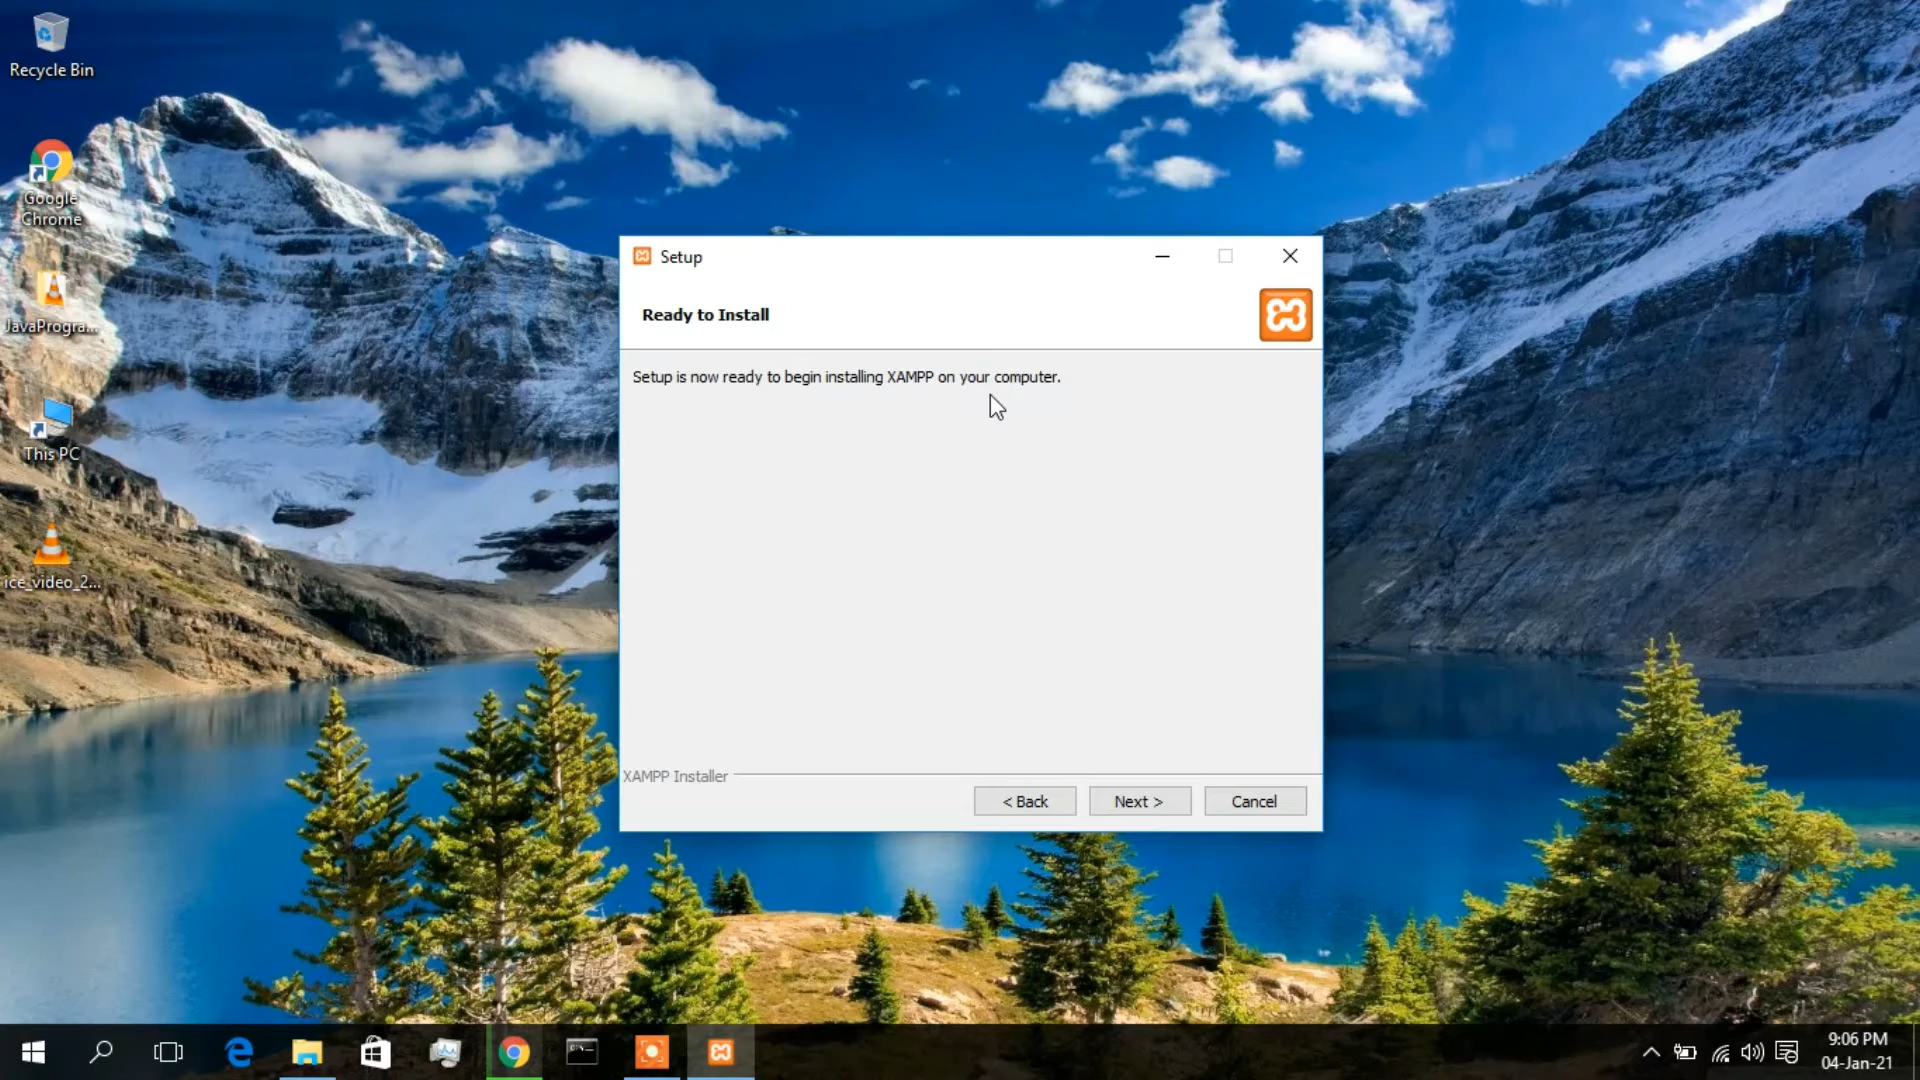 Recycle Bin
Google
Chrome
JavaProgra...
This PC
ice_video_2...
Setup
Ready to Install
Setup is now ready to begin installing XAMPP on your computer.
XAMPP Installer
< Back
Next >
Cancel
9:06 PM
04-Jan-21